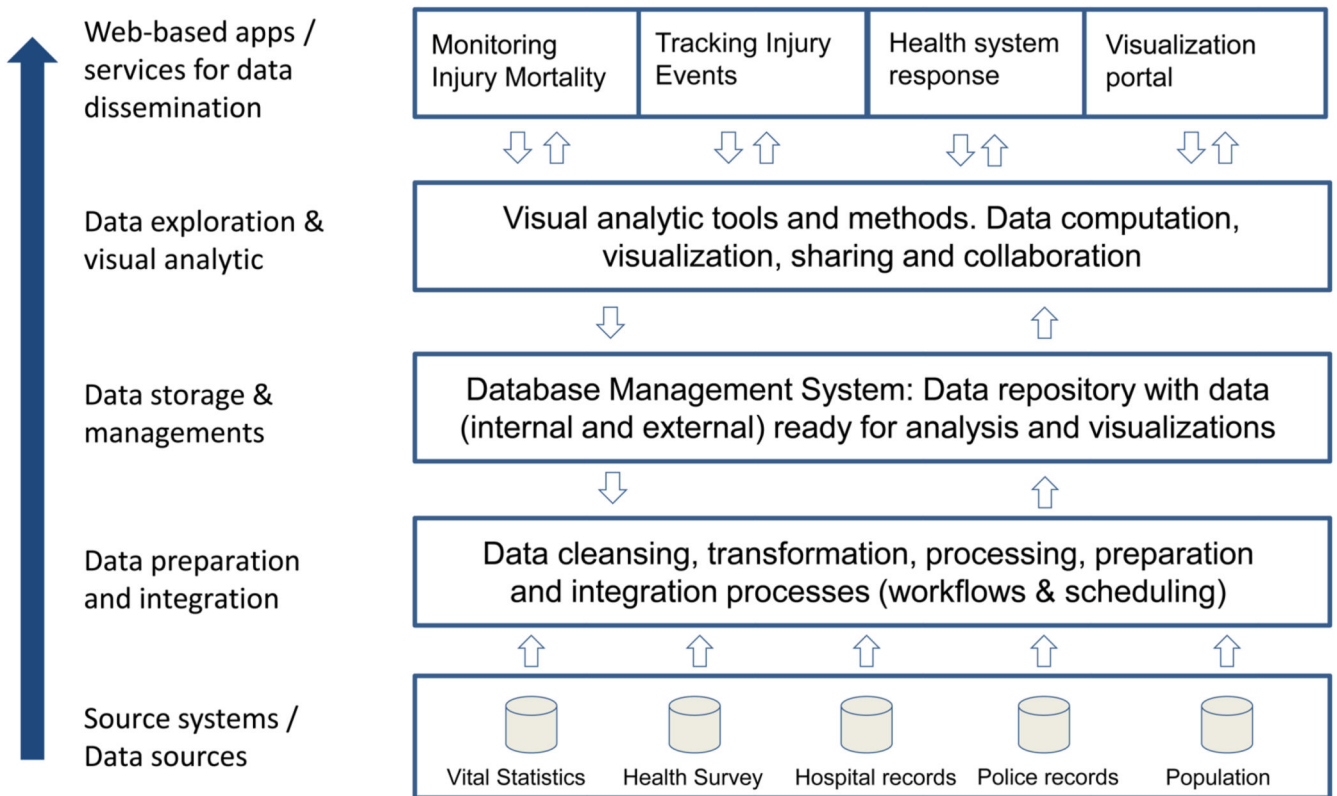 Web-based apps /
services for data
dissemination
Monitoring
Injury Mortality
Tracking Injury
Events
Health system
response
Visualization
portal
Data exploration &
visual analytic
Visual analytic tools and methods. Data computation,
visualization, sharing and collaboration
Data storage &
managements
Database Management System: Data repository with data
(internal and external) ready for analysis and visualizations
Data preparation
and integration
Data cleansing, transformation, processing, preparation
and integration processes (workflows & scheduling)
Source systems /
Data sources
Vital Statistics
Health Survey
Hospital records
Police records
Population